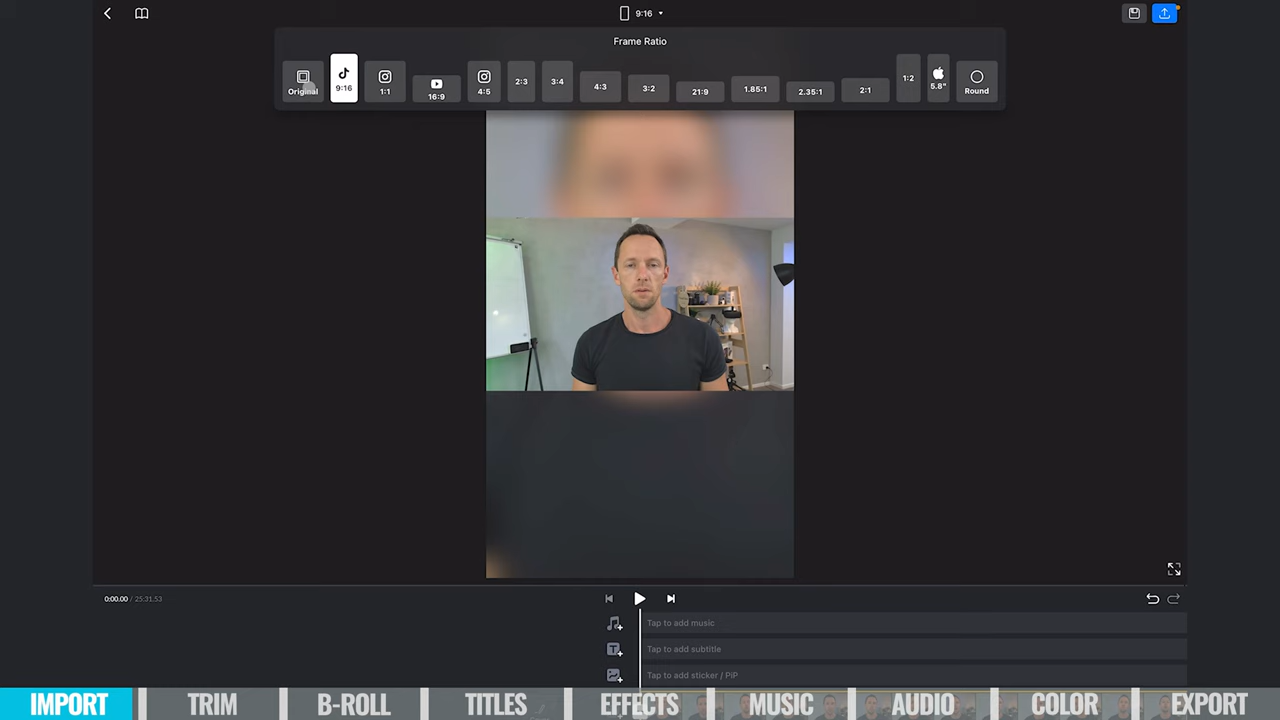 9:16
Frame Ratio
Original
9:16
1:1
16:9
4:5
2:3
3:4
4:3
3:2
21:9
1.85:1
2.35:1
2:1
1:2
5.8"
Round
0:00.00 / 25:31.53
Tap to add music
Tap to add subtitle
Tap to add sticker / PiP
IMPORT TRIM B-ROLL TITLES EFFECTS MUSIC AUDIO COLOR EXPORT